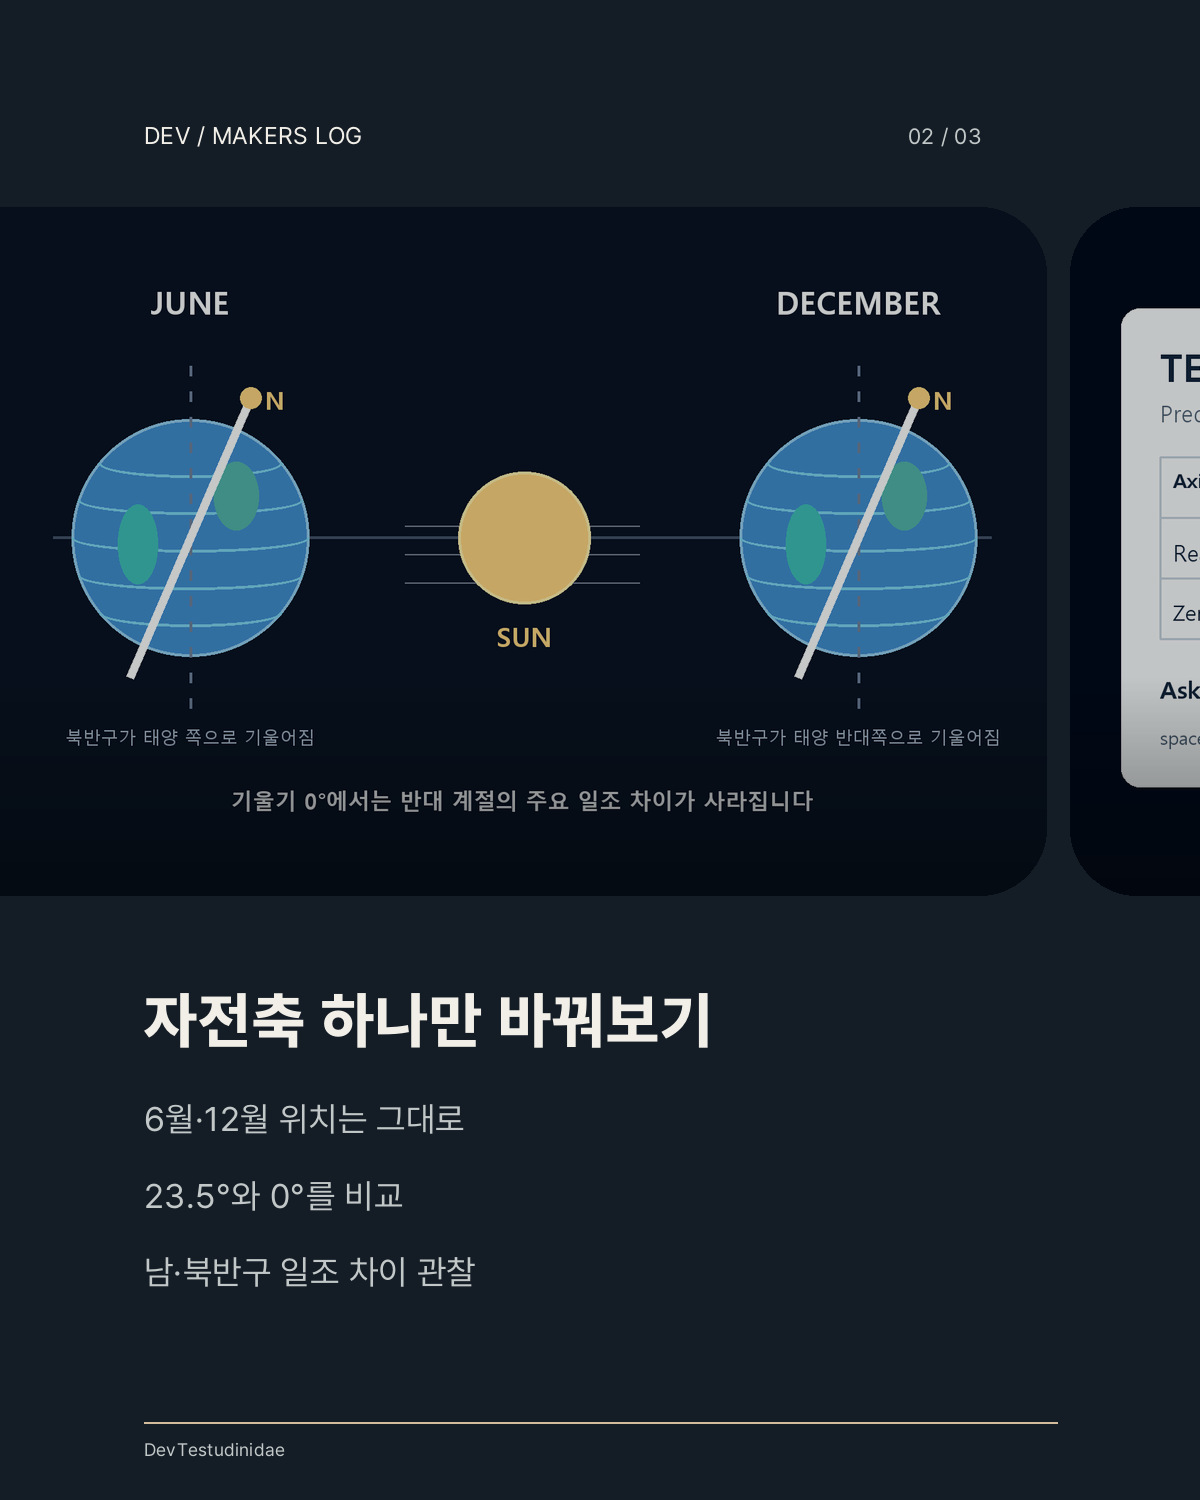 DEV / MAKERS LOG
02 / 03
JUNE
DECEMBER
N
N
SUN
북반구가 태양 쪽으로 기울어짐
북반구가 태양 반대쪽으로 기울어짐
기울기 0°에서는 반대 계절의 주요 일조 차이가 사라집니다
TE
Prec
Axi
Re
Zer
Ask
space
자전축 하나만 바꿔보기
6월·12월 위치는 그대로
23.5°와 0°를 비교
남·북반구 일조 차이 관찰
DevTestudinidae